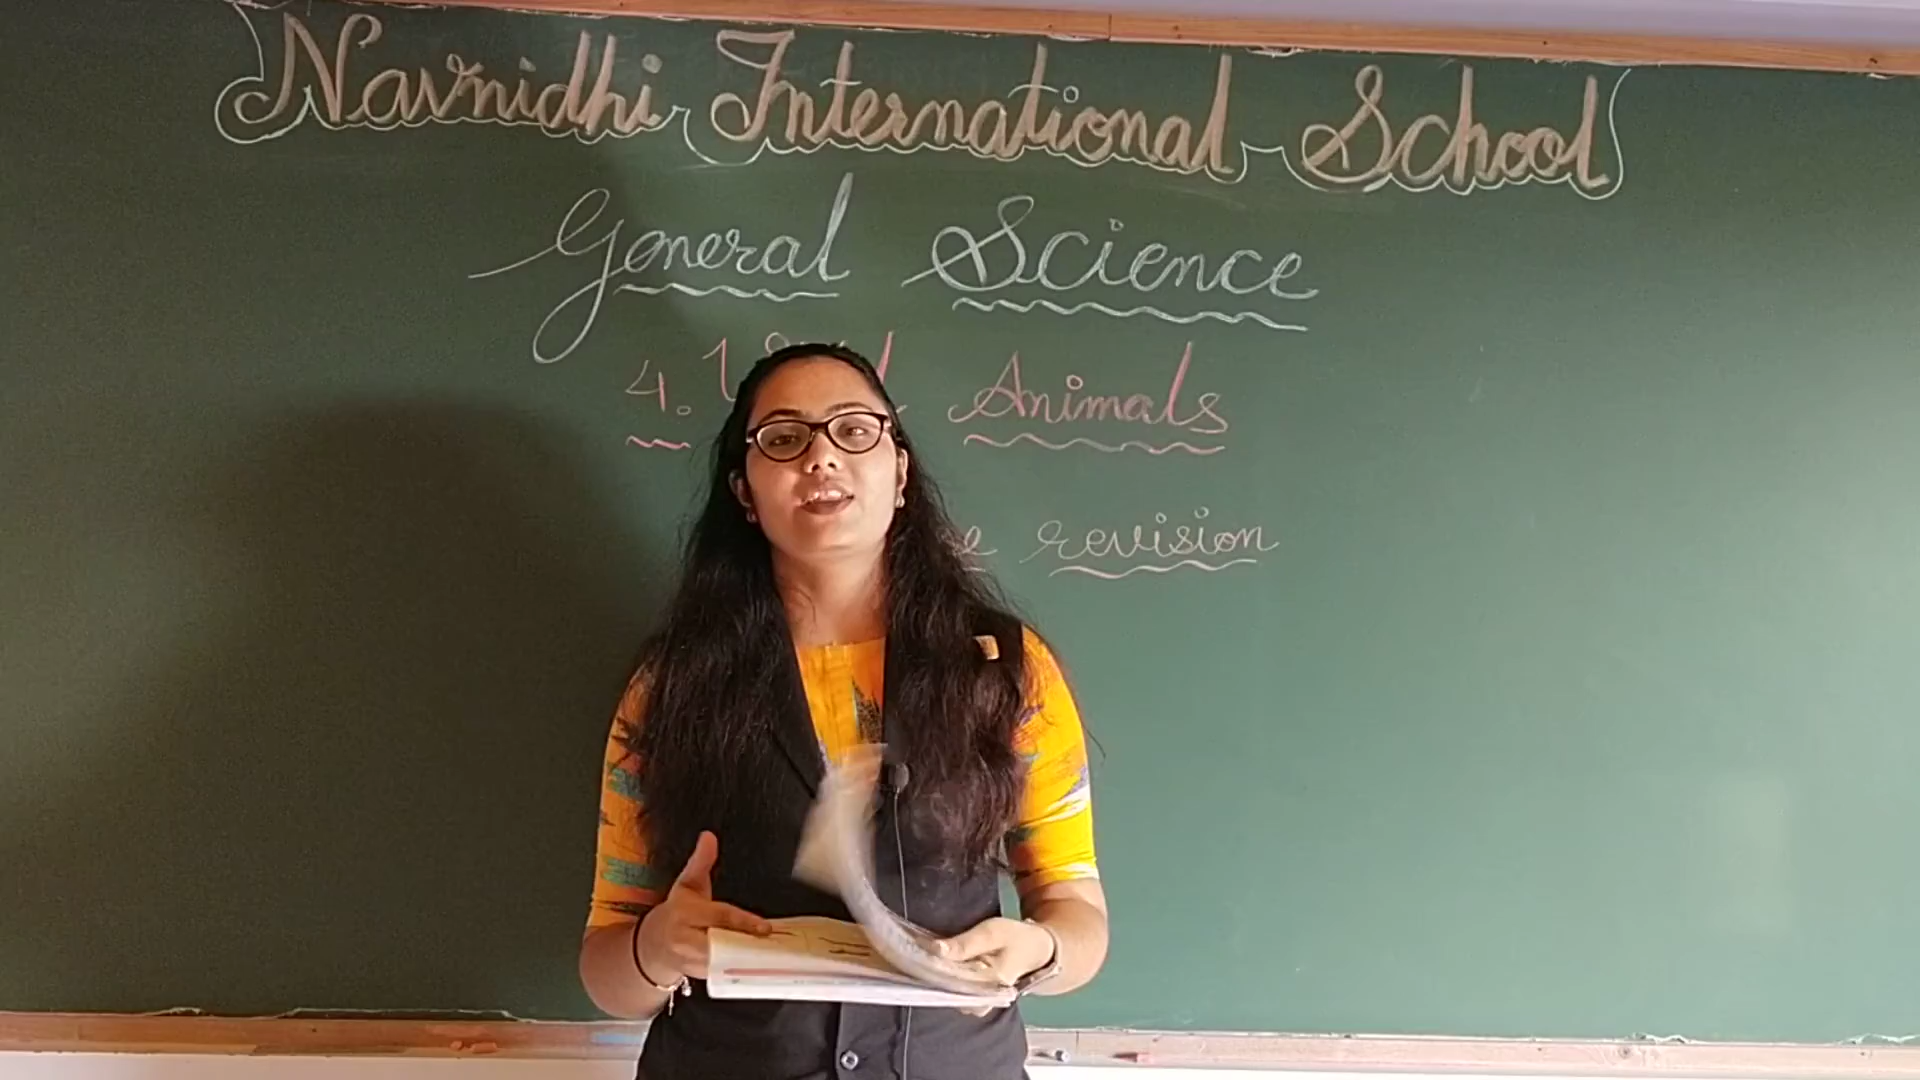 Navnidhi International School
General Science
4. Animals
revision